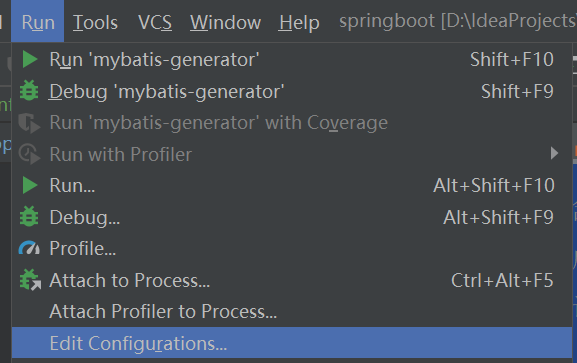 Run Tools VCS Window Help springboot [D:\IdeaProjects\
Run 'mybatis-generator' Shift+F10
Debug 'mybatis-generator' Shift+F9
Run 'mybatis-generator' with Coverage
Run with Profiler
Run... Alt+Shift+F10
Debug... Alt+Shift+F9
Profile...
Attach to Process... Ctrl+Alt+F5
Attach Profiler to Process...
Edit Configurations...